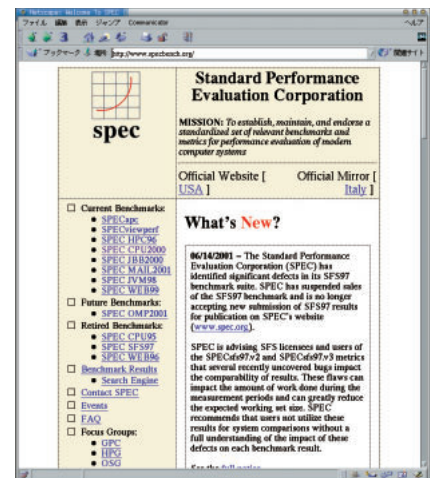 Netscape: Welcome To SPEC
ファイル 編集 表示 ジャンプ Communicator ヘルプ
ブックマーク 場所 http://www.specbench.org/ 関連サイト
spec
Standard Performance
Evaluation Corporation
MISSION: To establish, maintain, and endorse a
standardized set of relevant benchmarks and
metrics for performance evaluation of modern
computer systems
Official Website [
USA ]
Official Mirror [
Italy ]
Current Benchmarks:
SPECapc
SPECviewperf
SPEC HPC96
SPEC CPU2000
SPEC JBB2000
SPEC MAIL2001
SPEC JVM98
SPEC WEB99
Future Benchmarks:
SPEC OMP2001
Retired Benchmarks:
SPEC CPU95
SPEC SFS97
SPEC WEB96
Benchmark Results
Search Engine
Contact SPEC
Events
FAQ
Focus Groups:
GPC
HPG
OSG
What's New?
06/14/2001 – The Standard Performance
Evaluation Corporation (SPEC) has
identified significant defects in its SFS97
benchmark suite. SPEC has suspended sales
of the SFS97 benchmark and is no longer
accepting new submission of SFS97 results
for publication on SPEC's website
(www.spec.org).
SPEC is advising SFS licensees and users of
the SPECsfs97.v2 and SPECsfs97.v3 metrics
that several recently uncovered bugs impact
the comparability of results. These flaws can
impact the amount of work done during the
measurement periods and can greatly reduce
the expected working set size. SPEC
recommends that users not utilize these
results for system comparisons without a
full understanding of the impact of these
defects on each benchmark result.
See the full notice